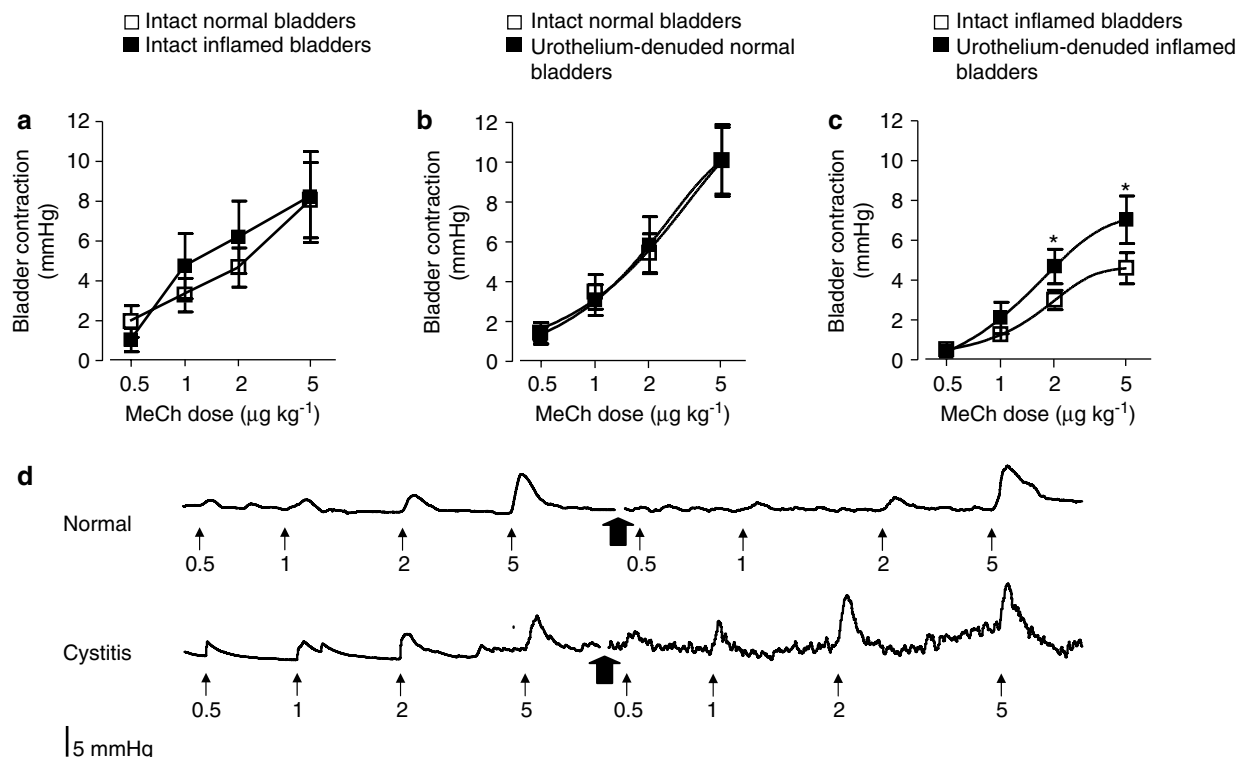 Intact normal bladders
Intact inflamed bladders
Intact normal bladders
Urothelium-denuded normal
bladders
Intact inflamed bladders
Urothelium-denuded inflamed
bladders
a
Bladder contraction
(mmHg)
12
10
8
6
4
2
0
0.5 1 2 5
MeCh dose (μg kg⁻¹)
b
Bladder contraction
(mmHg)
12
10
8
6
4
2
0
0.5 1 2 5
MeCh dose (μg kg⁻¹)
c
Bladder contraction
(mmHg)
12
10
8
6
4
2
0
* *
0.5 1 2 5
MeCh dose (μg kg⁻¹)
d
Normal
0.5 1 2 5 0.5 1 2 5
Cystitis
0.5 1 2 5 0.5 1 2 5
5 mmHg